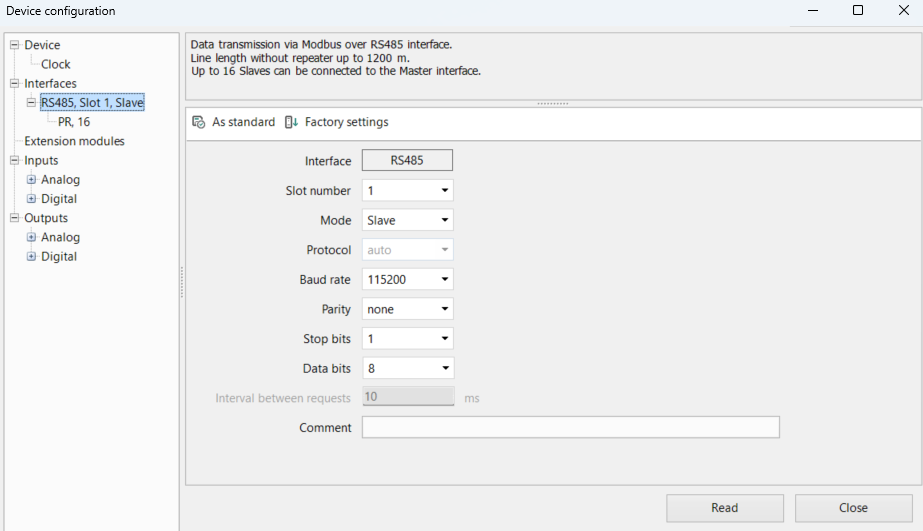 Device configuration
Device
Clock
Interfaces
RS485, Slot 1, Slave
PR, 16
Extension modules
Inputs
Analog
Digital
Outputs
Analog
Digital
Data transmission via Modbus over RS485 interface.
Line length without repeater up to 1200 m.
Up to 16 Slaves can be connected to the Master interface.
As standard Factory settings
Interface RS485
Slot number 1
Mode Slave
Protocol auto
Baud rate 115200
Parity none
Stop bits 1
Data bits 8
Interval between requests 10 ms
Comment
Read Close